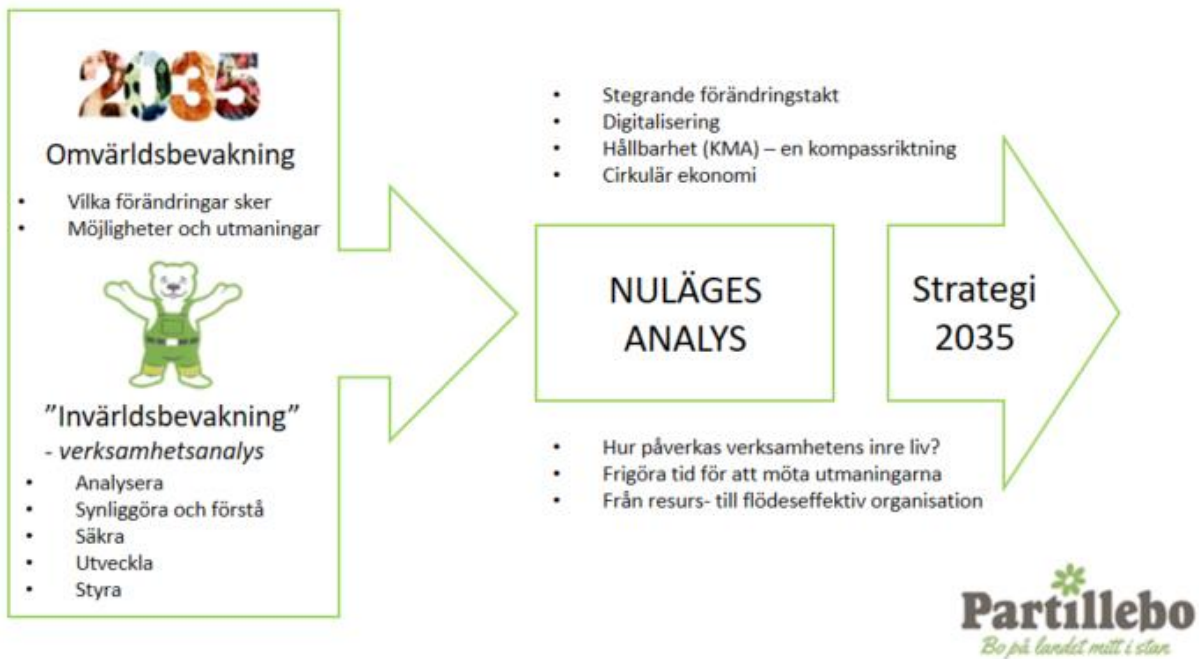 2035
Omvärldsbevakning
• Vilka förändringar sker
• Möjligheter och utmaningar
”Invärldsbevakning”
- verksamhetsanalys
• Analysera
• Synliggöra och förstå
• Säkra
• Utveckla
• Styra
• Stegrande förändringstakt
• Digitalisering
• Hållbarhet (KMA) – en kompassriktning
• Cirkulär ekonomi
NULÄGES
ANALYS
• Hur påverkas verksamhetens inre liv?
• Frigöra tid för att möta utmaningarna
• Från resurs- till flödeseffektiv organisation
Strategi
2035
Partillebo
Bo på landet mitt i stan